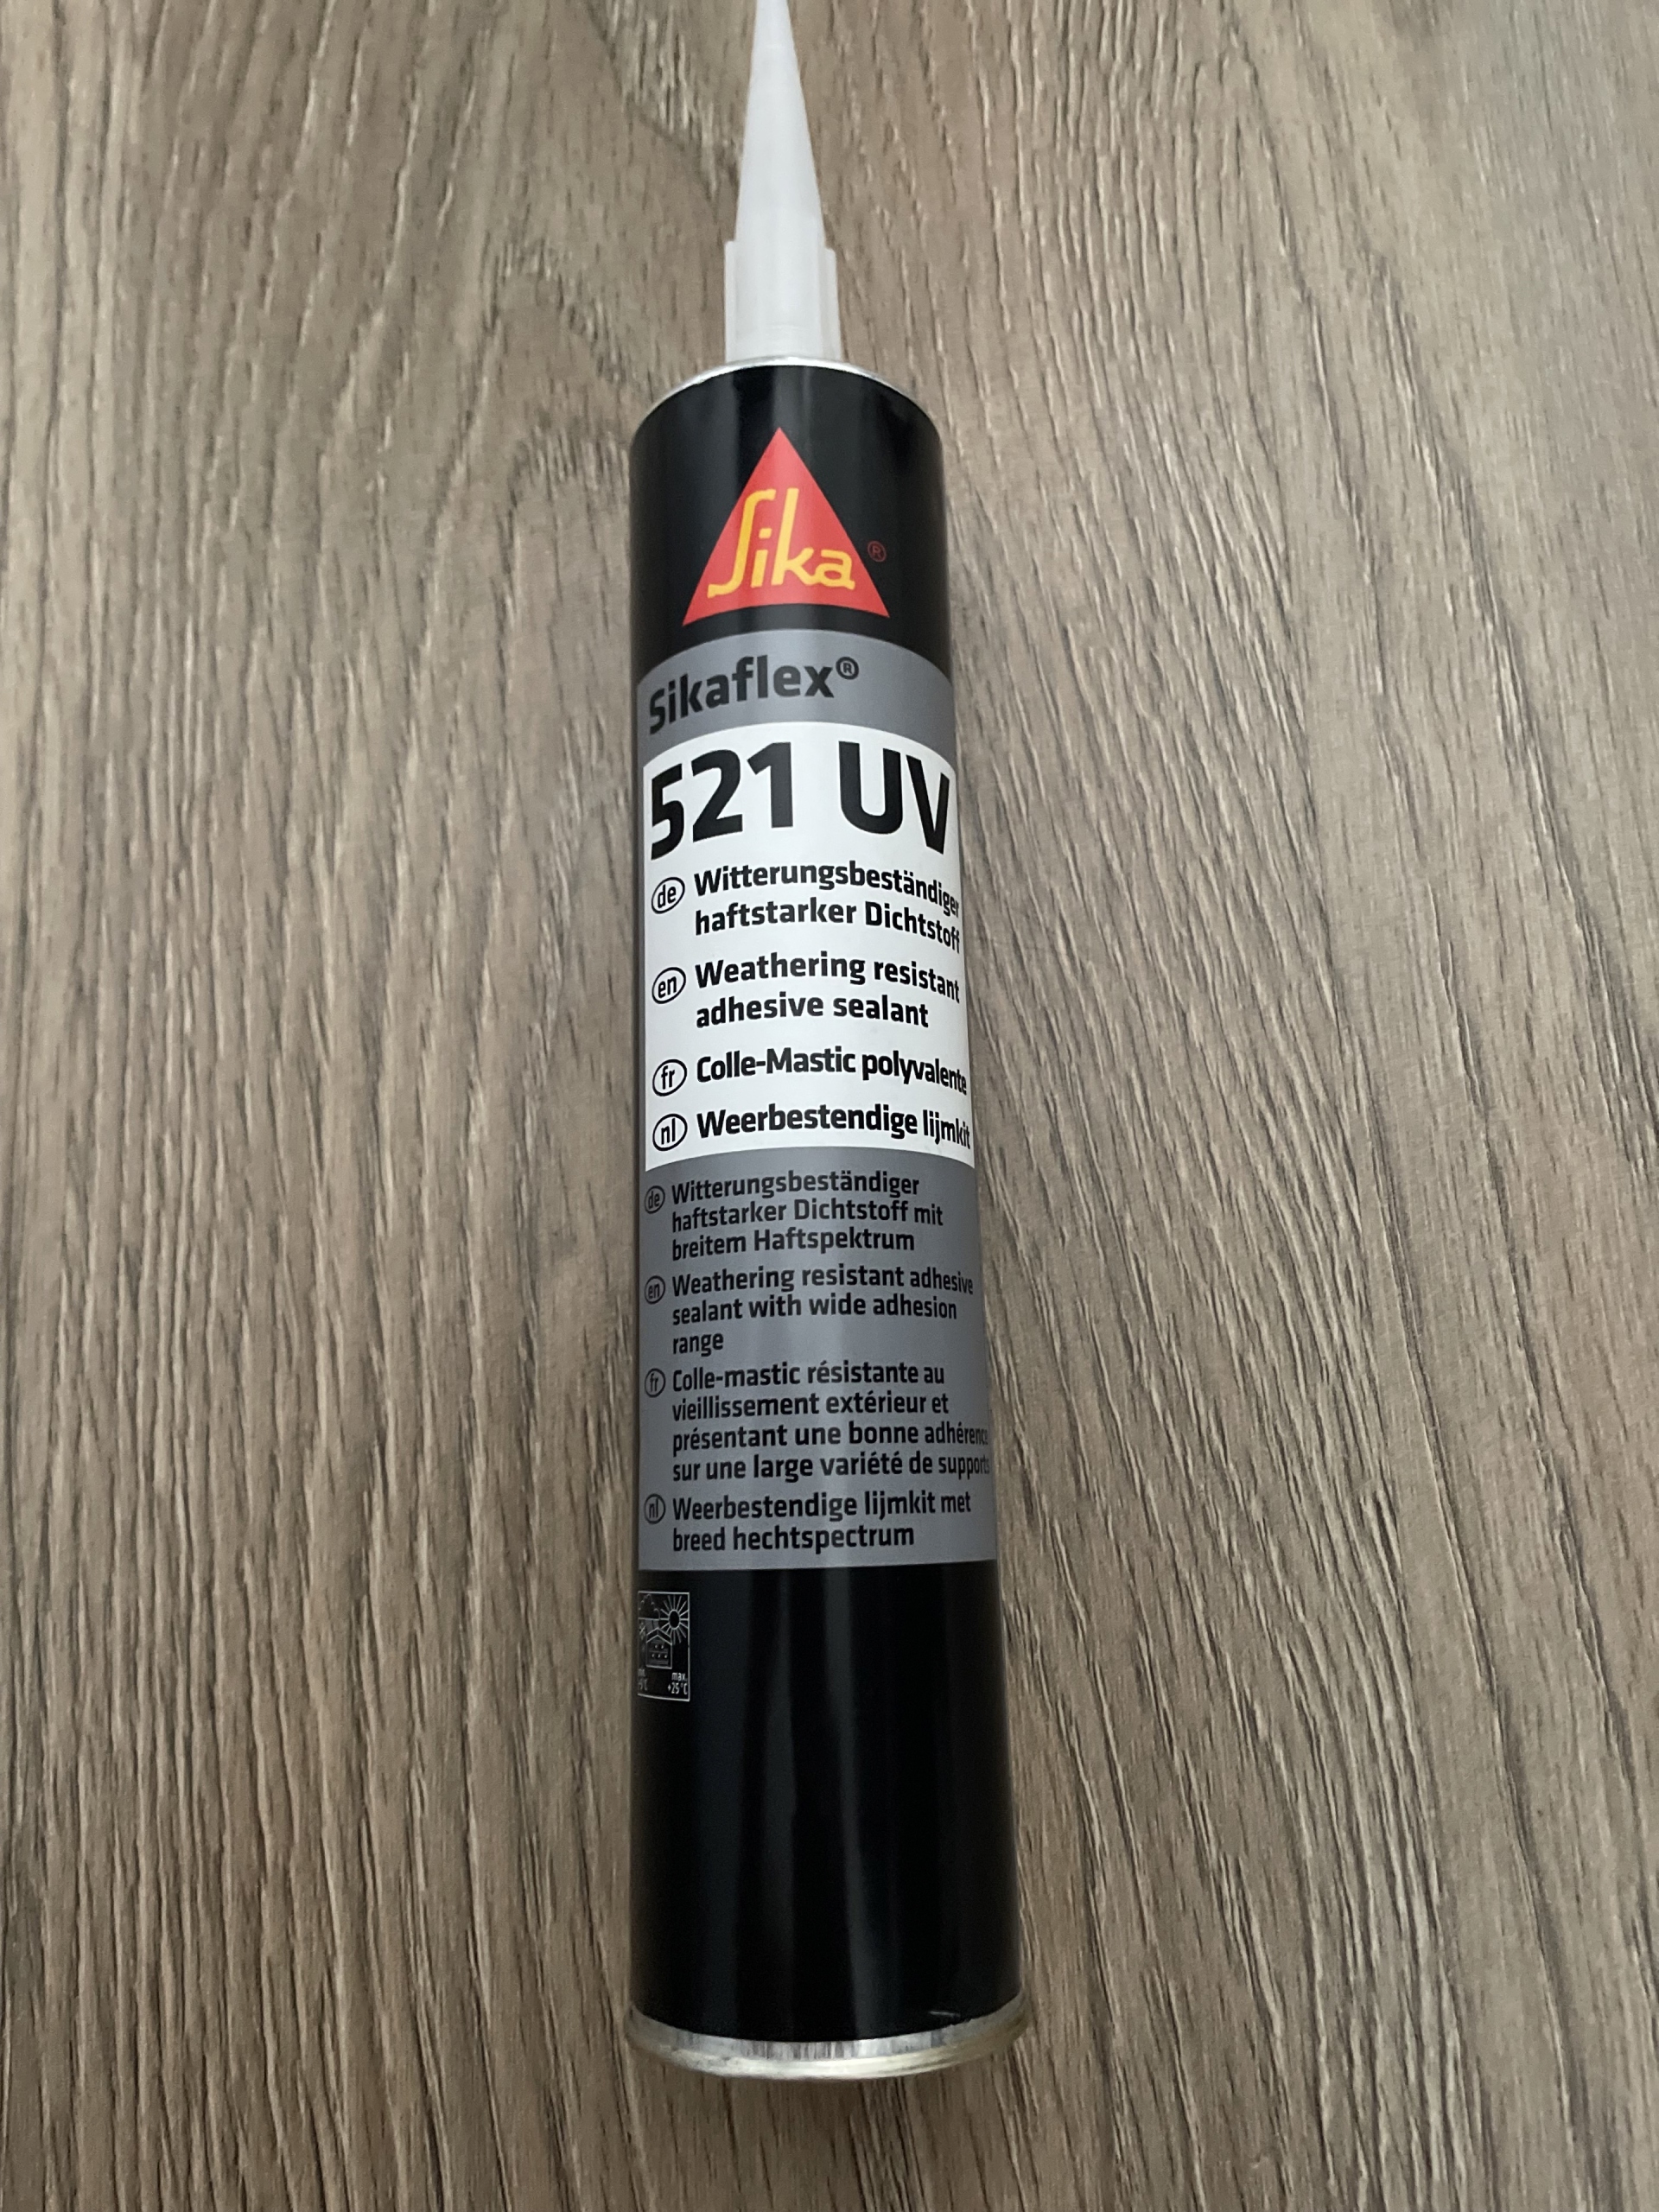 Sika®
Sikaflex®
521 UV
de Witterungsbeständiger
haftstarker Dichtstoff
en Weathering resistant
adhesive sealant
fr Colle-Mastic polyvalente
nl Weerbestendige lijmkit
de Witterungsbeständiger
haftstarker Dichtstoff mit
breitem Haftspektrum
en Weathering resistant adhesive
sealant with wide adhesion
range
fr Colle-mastic résistante au
vieillissement extérieur et
présentant une bonne adhérence
sur une large variété de supports
nl Weerbestendige lijmkit met
breed hechtspectrum
max.
+25°C